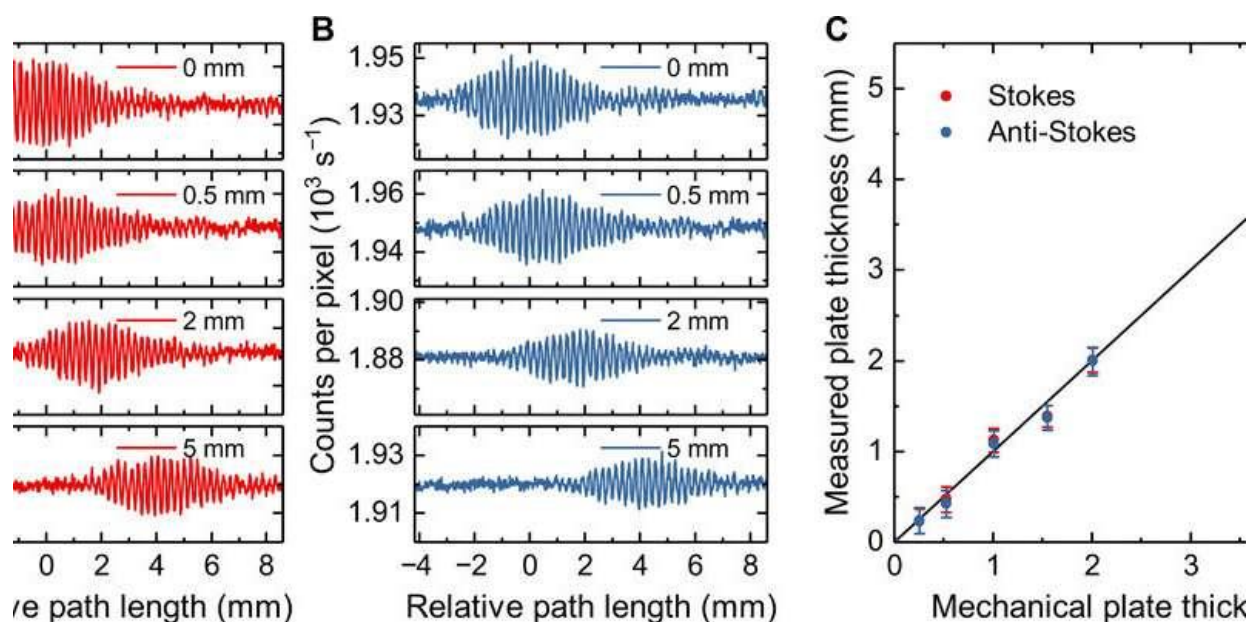 0 mm
0.5 mm
2 mm
5 mm
0 2 4 6 8
ve path length (mm)
B
Counts per pixel (10³ s⁻¹)
1.95
1.93
0 mm
1.96
1.94
0.5 mm
1.90
1.88
2 mm
1.93
1.91
5 mm
−4 −2 0 2 4 6 8
Relative path length (mm)
C
Measured plate thickness (mm)
5
4
3
2
1
0
Stokes
Anti-Stokes
0 1 2 3
Mechanical plate thick